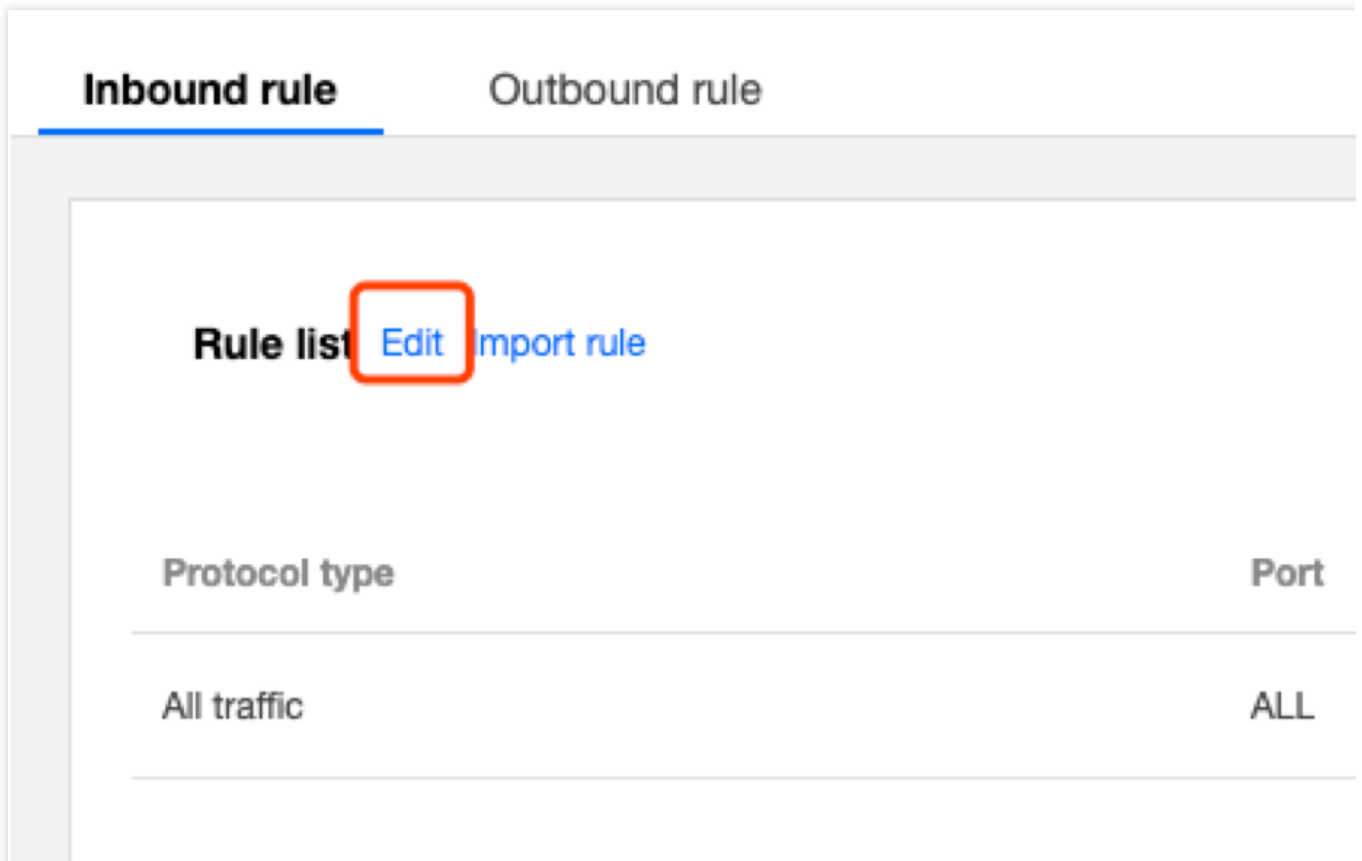 Inbound rule Outbound rule
Rule list Edit Import rule
Protocol type Port
All traffic ALL